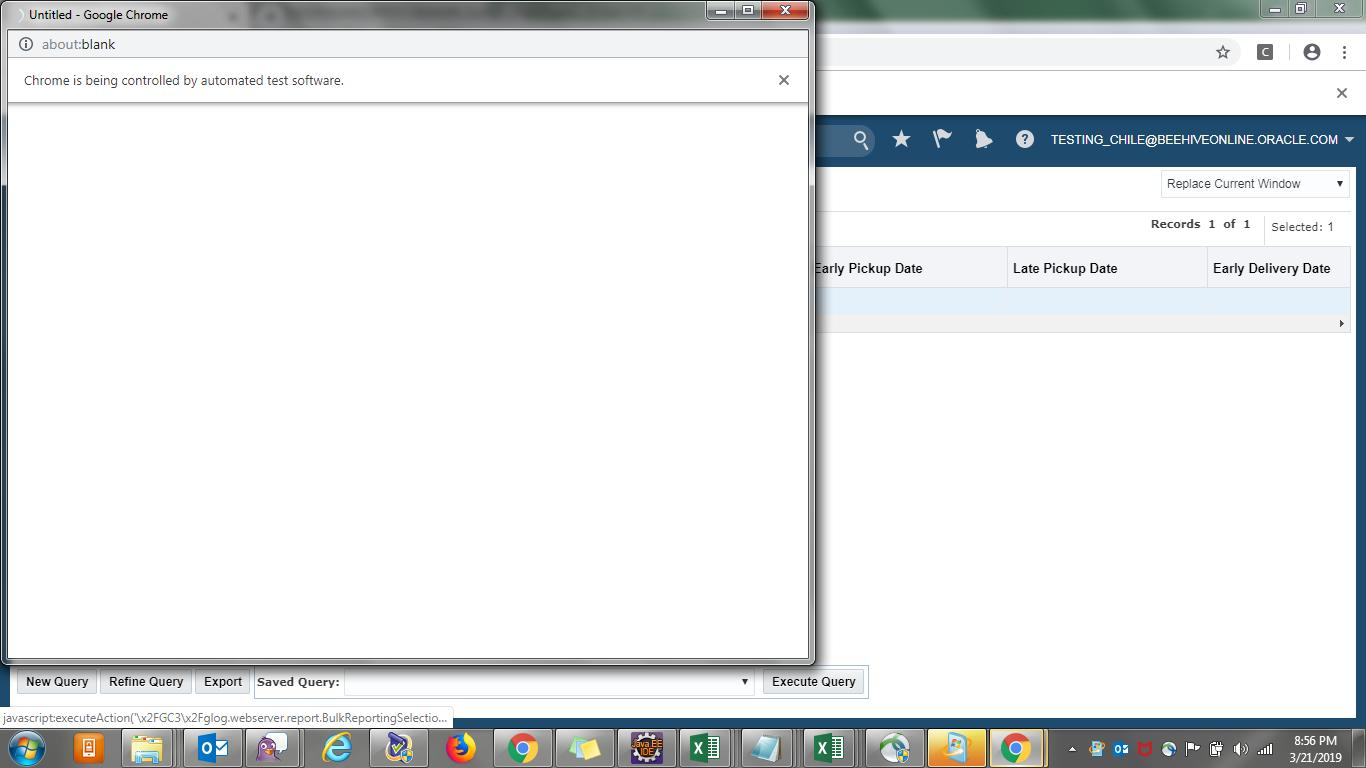 Untitled - Google Chrome
about:blank
Chrome is being controlled by automated test software.
C
TESTING_CHILE@BEEHIVEONLINE.ORACLE.COM
Replace Current Window
Records 1 of 1
Selected: 1
Early Pickup Date
Late Pickup Date
Early Delivery Date
New Query
Refine Query
Export
Saved Query:
Execute Query
javascript:executeAction("\x2FGC3\x2Fglog.webserver.report.BulkReportingSelectio...
Java EE
IDE
8:56 PM
3/21/2019